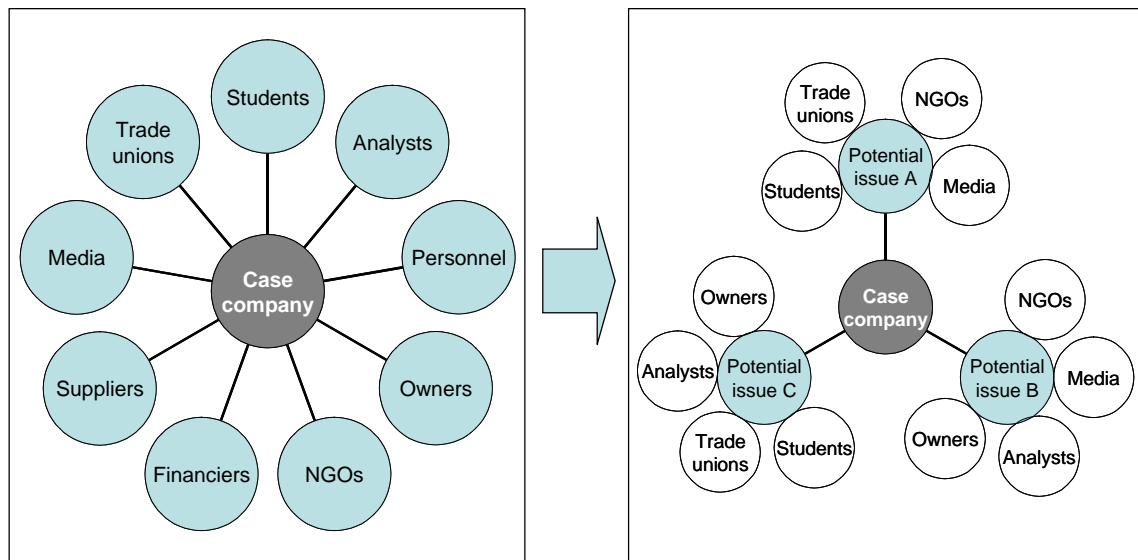 Students
Trade
unions
Analysts
Media
Personnel
Case
company
Suppliers
Owners
Financiers
NGOs
Trade
unions
NGOs
Potential
issue A
Students
Media
Case
company
Owners
Analysts
Potential
issue C
Trade
unions
Students
NGOs
Potential
issue B
Media
Owners
Analysts